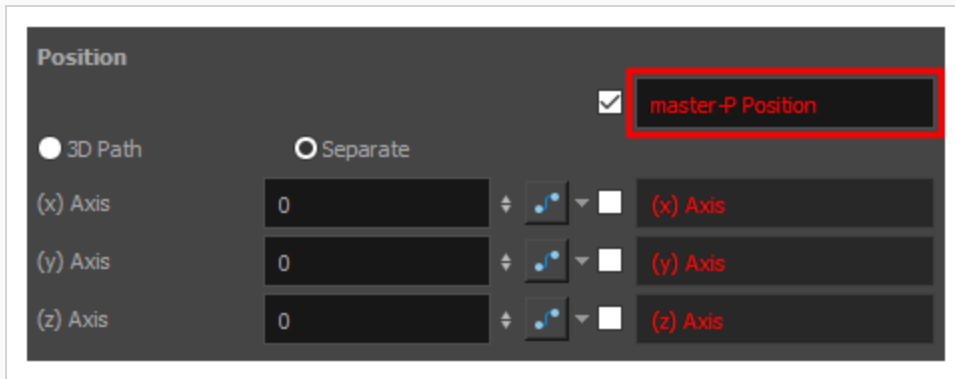 Position
master-P Position
3D Path Separate
(x) Axis 0 (x) Axis
(y) Axis 0 (y) Axis
(z) Axis 0 (z) Axis